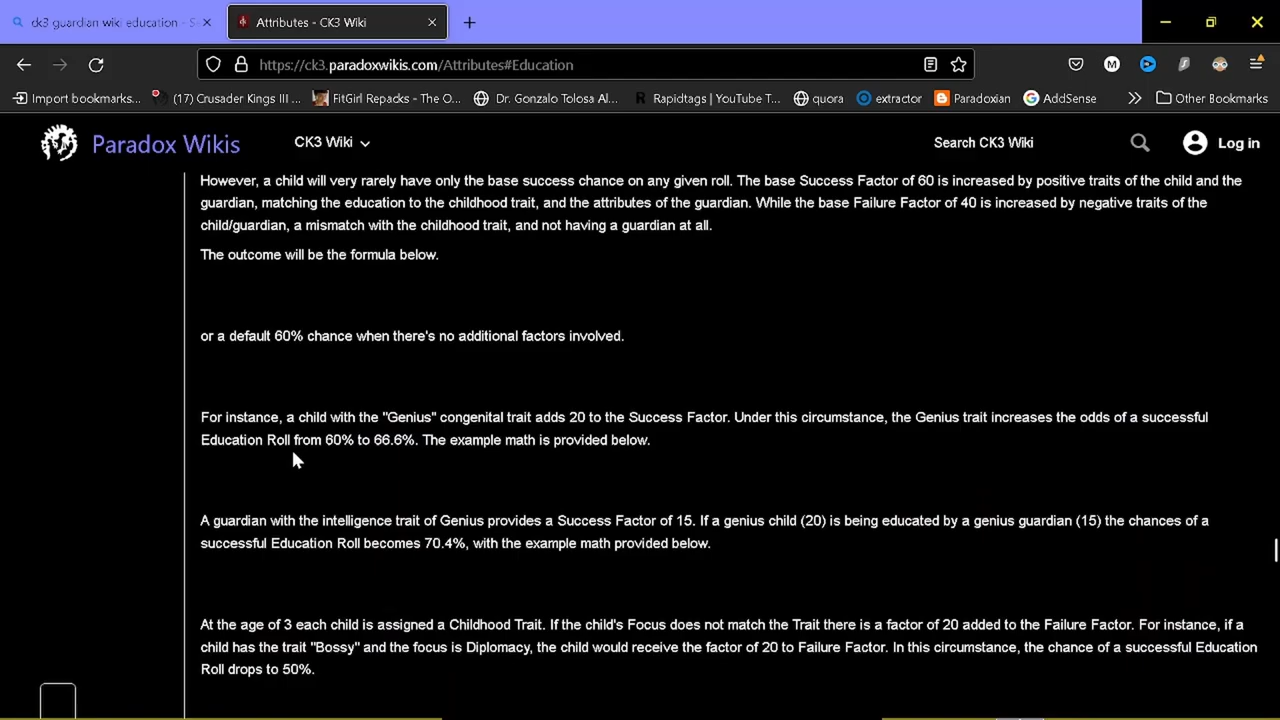 ck3 guardian wiki education - S
Attributes - CK3 Wiki
https://ck3.paradoxwikis.com/Attributes#Education
Import bookmarks...
(17) Crusader Kings III ...
FitGirl Repacks - The O...
Dr. Gonzalo Tolosa Al...
R Rapidtags | YouTube T...
quora
extractor
Paradoxian
AddSense
Other Bookmarks
Paradox Wikis
CK3 Wiki
Search CK3 Wiki
Log in
However, a child will very rarely have only the base success chance on any given roll. The base Success Factor of 60 is increased by positive traits of the child and the
guardian, matching the education to the childhood trait, and the attributes of the guardian. While the base Failure Factor of 40 is increased by negative traits of the
child/guardian, a mismatch with the childhood trait, and not having a guardian at all.
The outcome will be the formula below.
or a default 60% chance when there's no additional factors involved.
For instance, a child with the "Genius" congenital trait adds 20 to the Success Factor. Under this circumstance, the Genius trait increases the odds of a successful
Education Roll from 60% to 66.6%. The example math is provided below.
A guardian with the intelligence trait of Genius provides a Success Factor of 15. If a genius child (20) is being educated by a genius guardian (15) the chances of a
successful Education Roll becomes 70.4%, with the example math provided below.
At the age of 3 each child is assigned a Childhood Trait. If the child's Focus does not match the Trait there is a factor of 20 added to the Failure Factor. For instance, if a
child has the trait "Bossy" and the focus is Diplomacy, the child would receive the factor of 20 to Failure Factor. In this circumstance, the chance of a successful Education
Roll drops to 50%.